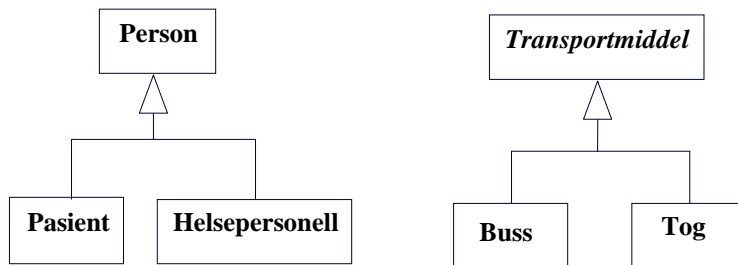 Person
Transportmiddel
Pasient
Helsepersonell
Buss
Tog